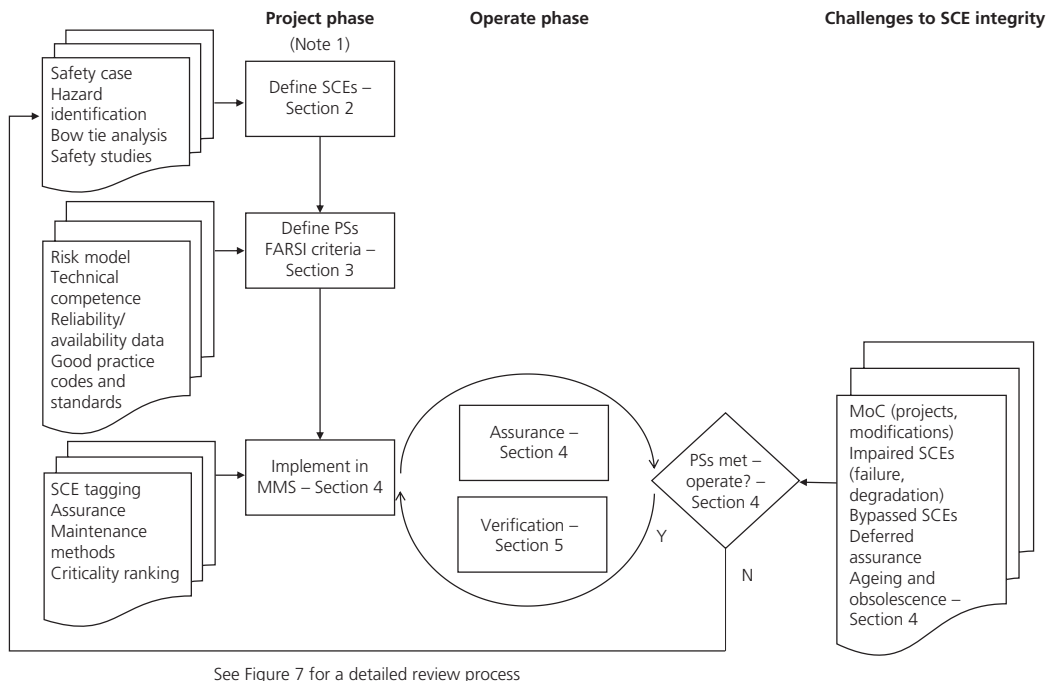 Project phase
(Note 1)
Operate phase
Challenges to SCE integrity
Safety case
Hazard
identification
Bow tie analysis
Safety studies
Define SCEs –
Section 2
Risk model
Technical
competence
Reliability/
availability data
Good practice
codes and
standards
Define PSs
FARSI criteria –
Section 3
SCE tagging
Assurance
Maintenance
methods
Criticality ranking
Implement in
MMS – Section 4
Assurance –
Section 4
Verification –
Section 5
PSs met –
operate? –
Section 4
Y
N
MoC (projects,
modifications)
Impaired SCEs
(failure,
degradation)
Bypassed SCEs
Deferred
assurance
Ageing and
obsolescence –
Section 4
See Figure 7 for a detailed review process